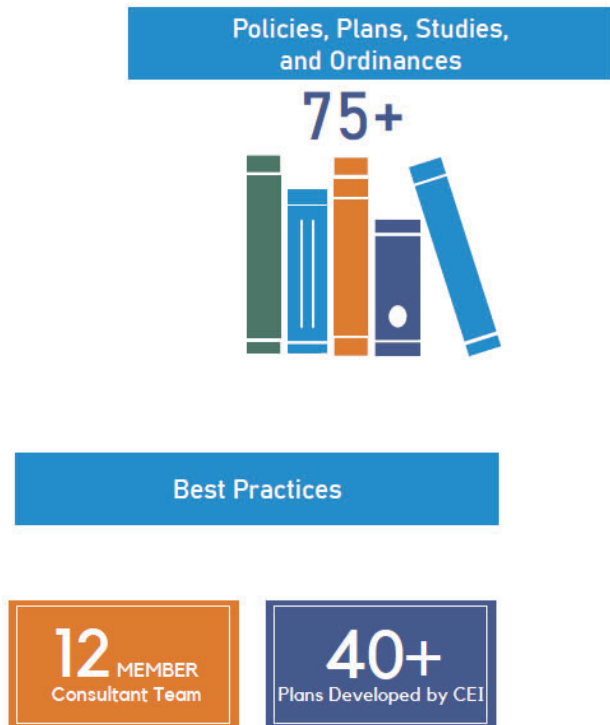 Policies, Plans, Studies,
and Ordinances
75+
Best Practices
12 MEMBER
Consultant Team
40+
Plans Developed by CEI